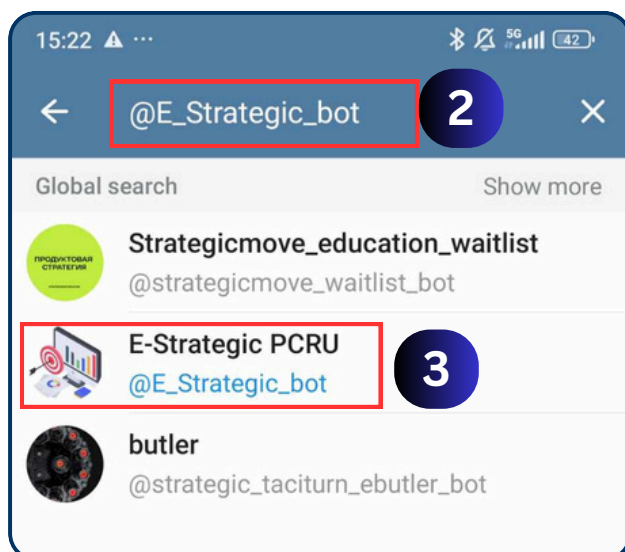 15:22
5G
42
@E_Strategic_bot
2
Global search
Show more
ПРОДУКТОВАЯ
СТРАТЕГИЯ
Strategicmove_education_waitlist
@strategicmove_waitlist_bot
E-Strategic PCRU
@E_Strategic_bot
3
butler
@strategic_taciturn_ebutler_bot